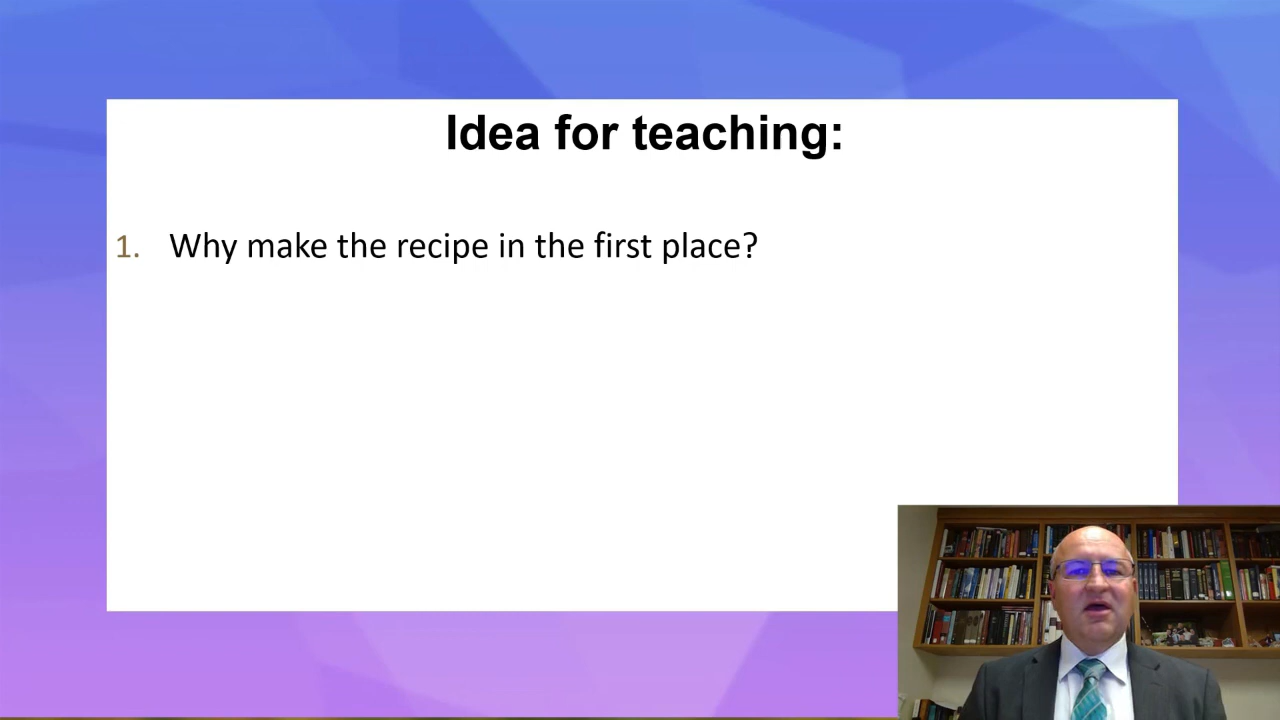 Idea for teaching:
1. Why make the recipe in the first place?